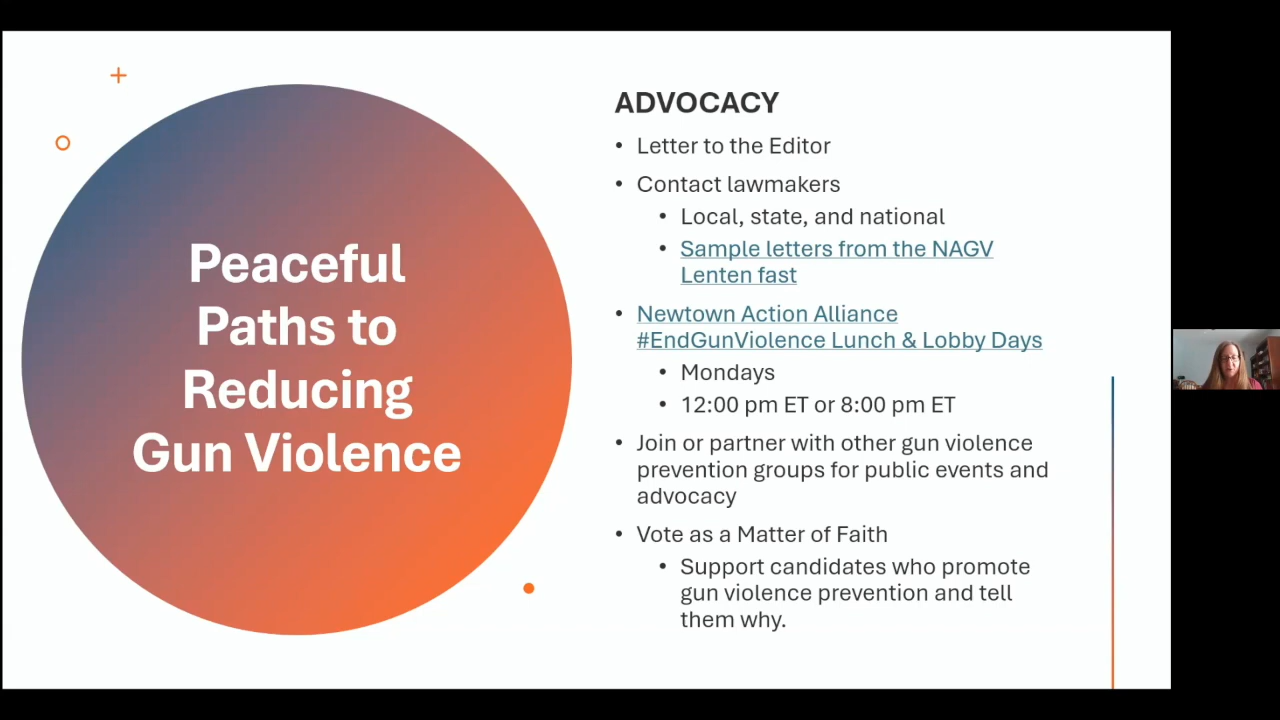 Peaceful
Paths to
Reducing
Gun Violence
ADVOCACY
• Letter to the Editor
• Contact lawmakers
• Local, state, and national
• Sample letters from the NAGV
Lenten fast
• Newtown Action Alliance
#EndGunViolence Lunch & Lobby Days
• Mondays
• 12:00 pm ET or 8:00 pm ET
• Join or partner with other gun violence
prevention groups for public events and
advocacy
• Vote as a Matter of Faith
• Support candidates who promote
gun violence prevention and tell
them why.